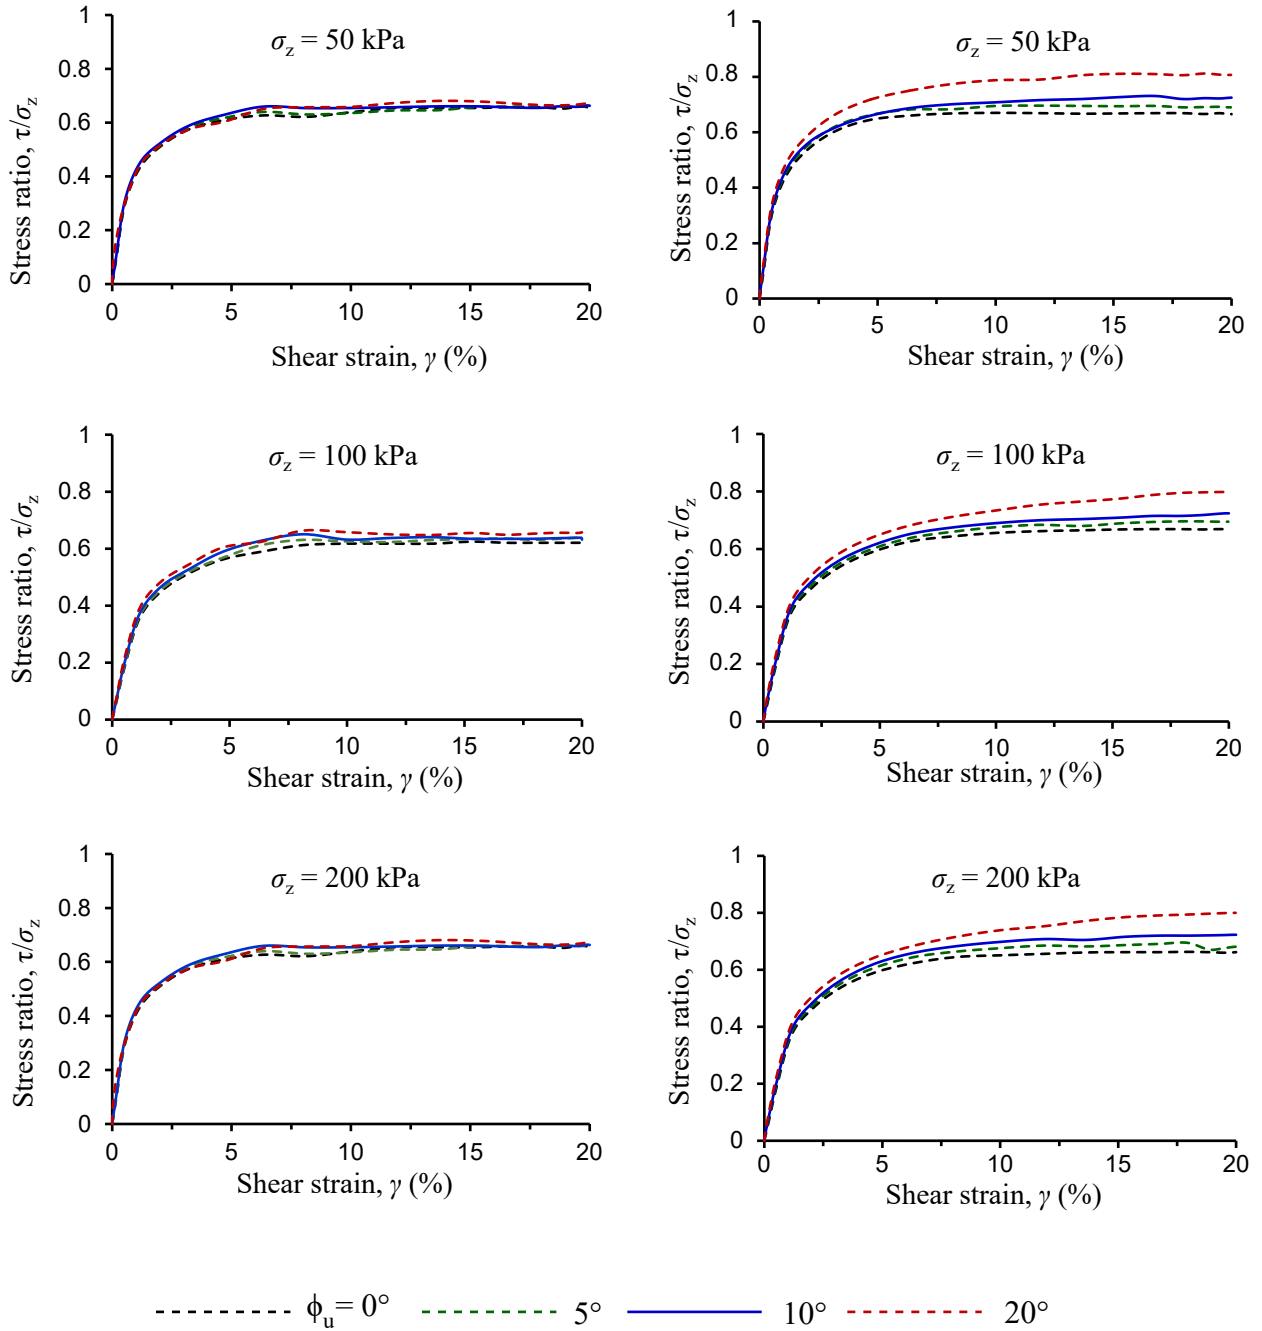 σz = 50 kPa
Stress ratio, τ/σz
1
0.8
0.6
0.4
0.2
0
0 5 10 15 20
Shear strain, γ (%)
σz = 50 kPa
Stress ratio, τ/σz
1
0.8
0.6
0.4
0.2
0
0 5 10 15 20
Shear strain, γ (%)
σz = 100 kPa
Stress ratio, τ/σz
1
0.8
0.6
0.4
0.2
0
0 5 10 15 20
Shear strain, γ (%)
σz = 100 kPa
Stress ratio, τ/σz
1
0.8
0.6
0.4
0.2
0
0 5 10 15 20
Shear strain, γ (%)
σz = 200 kPa
Stress ratio, τ/σz
1
0.8
0.6
0.4
0.2
0
0 5 10 15 20
Shear strain, γ (%)
σz = 200 kPa
Stress ratio, τ/σz
1
0.8
0.6
0.4
0.2
0
0 5 10 15 20
Shear strain, γ (%)
ϕu = 0° 5° 10° 20°